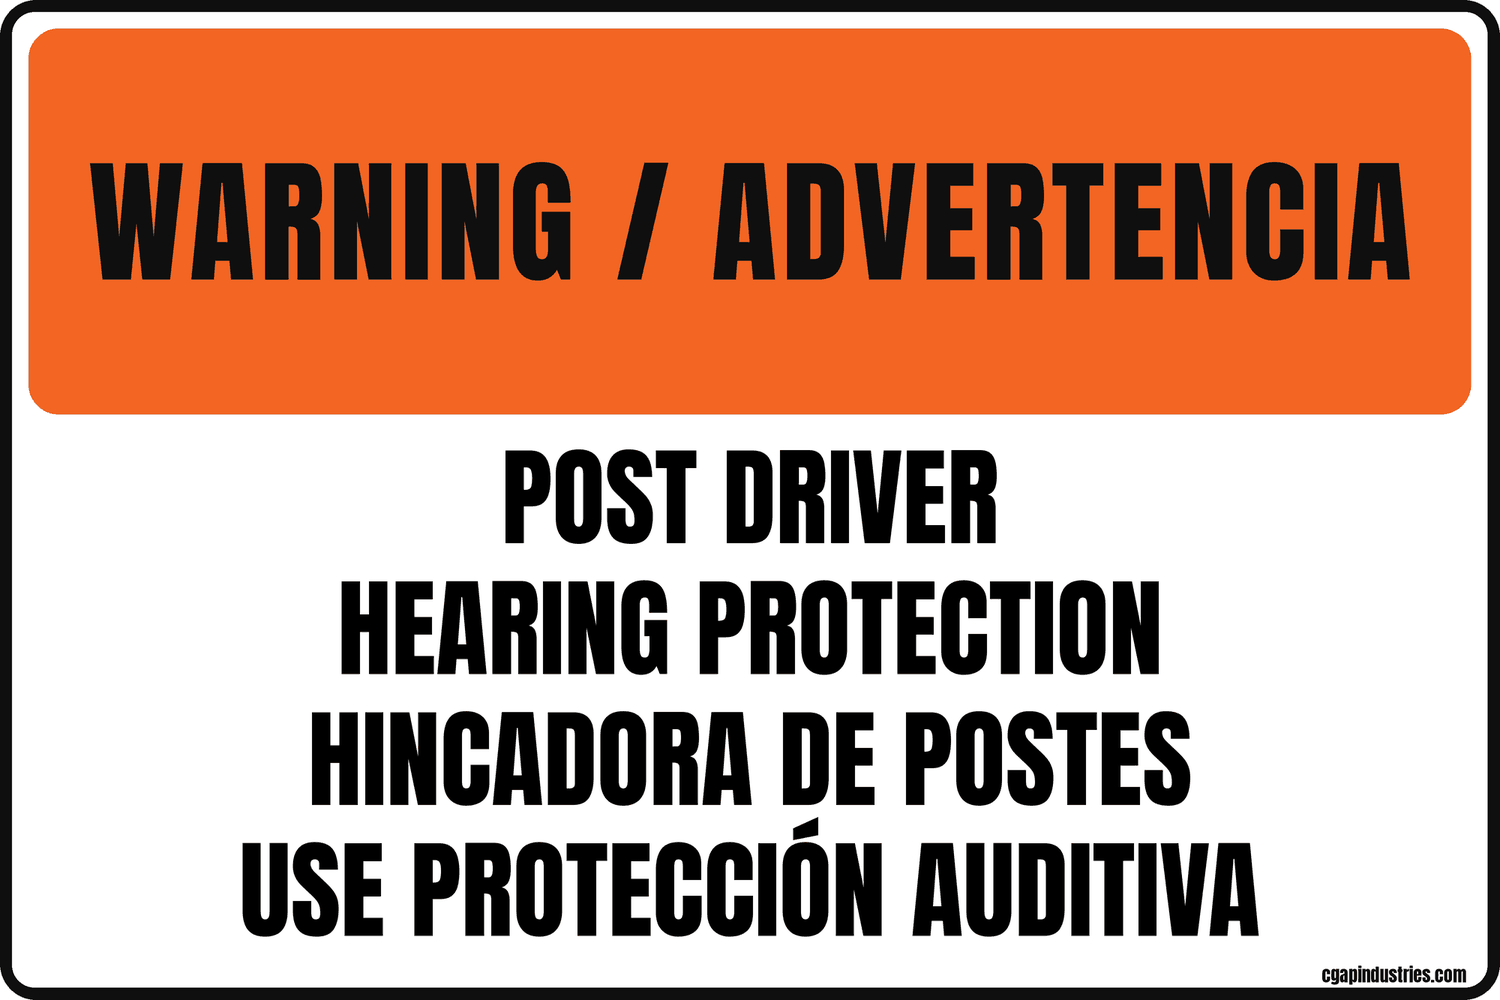 WARNING / ADVERTENCIA
POST DRIVER
HEARING PROTECTION
HINCADORA DE POSTES
USE PROTECCIÓN AUDITIVA
cgapindustries.com